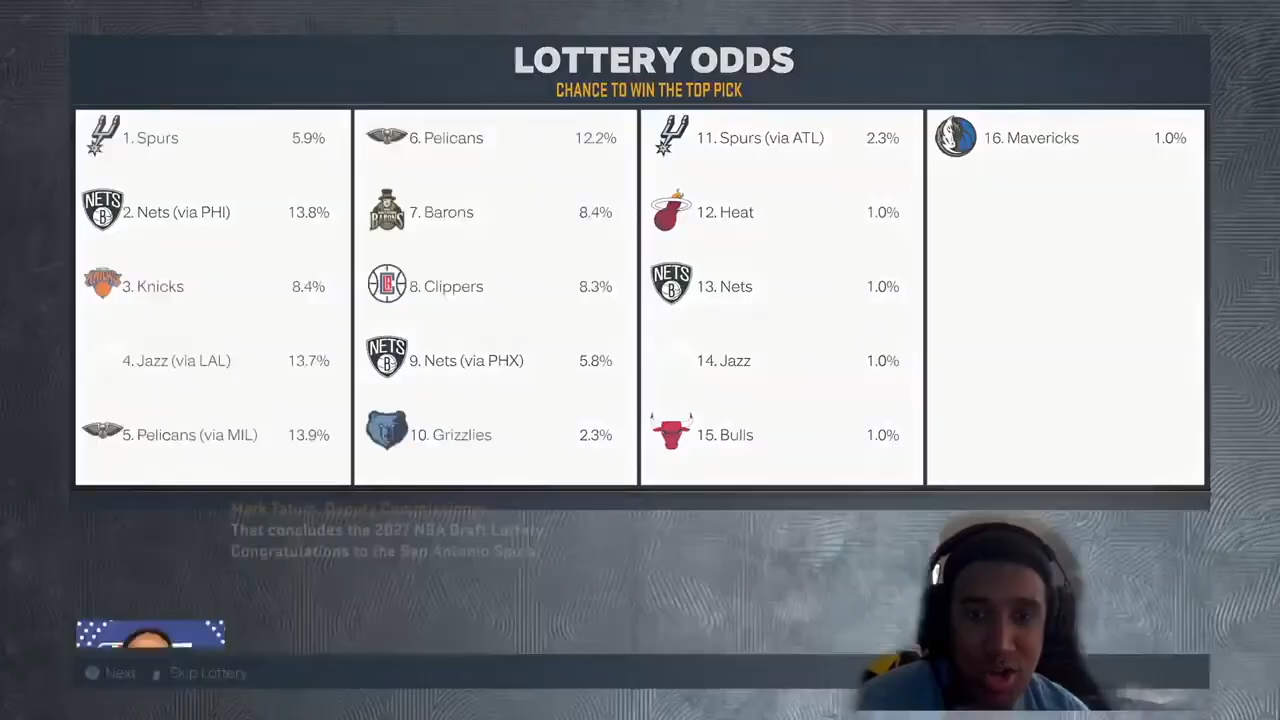 LOTTERY ODDS
CHANCE TO WIN THE TOP PICK
1. Spurs 5.9%
NETS
B
2. Nets (via PHI) 13.8%
KNICKS
3. Knicks 8.4%
4. Jazz (via LAL) 13.7%
5. Pelicans (via MIL) 13.9%
6. Pelicans 12.2%
BARONS
7. Barons 8.4%
8. Clippers 8.3%
NETS
B
9. Nets (via PHX) 5.8%
10. Grizzlies 2.3%
11. Spurs (via ATL) 2.3%
12. Heat 1.0%
NETS
B
13. Nets 1.0%
14. Jazz 1.0%
15. Bulls 1.0%
16. Mavericks 1.0%
Mark Tatum, Deputy Commissioner
That concludes the 2027 NBA Draft Lottery.
Congratulations to the San Antonio Spurs.
Next Skip Lottery